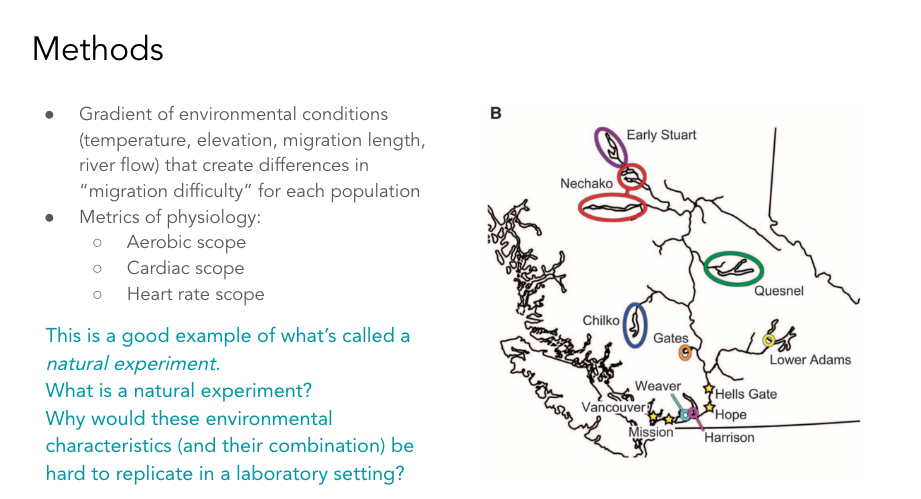 Methods
● Gradient of environmental conditions
(temperature, elevation, migration length,
river flow) that create differences in
“migration difficulty” for each population
● Metrics of physiology:
○ Aerobic scope
○ Cardiac scope
○ Heart rate scope
This is a good example of what’s called a
natural experiment.
What is a natural experiment?
Why would these environmental
characteristics (and their combination) be
hard to replicate in a laboratory setting?
B
Early Stuart
Nechako
Quesnel
Chilko
Gates
Lower Adams
Weaver
Hells Gate
Vancouver
Hope
Mission
Harrison